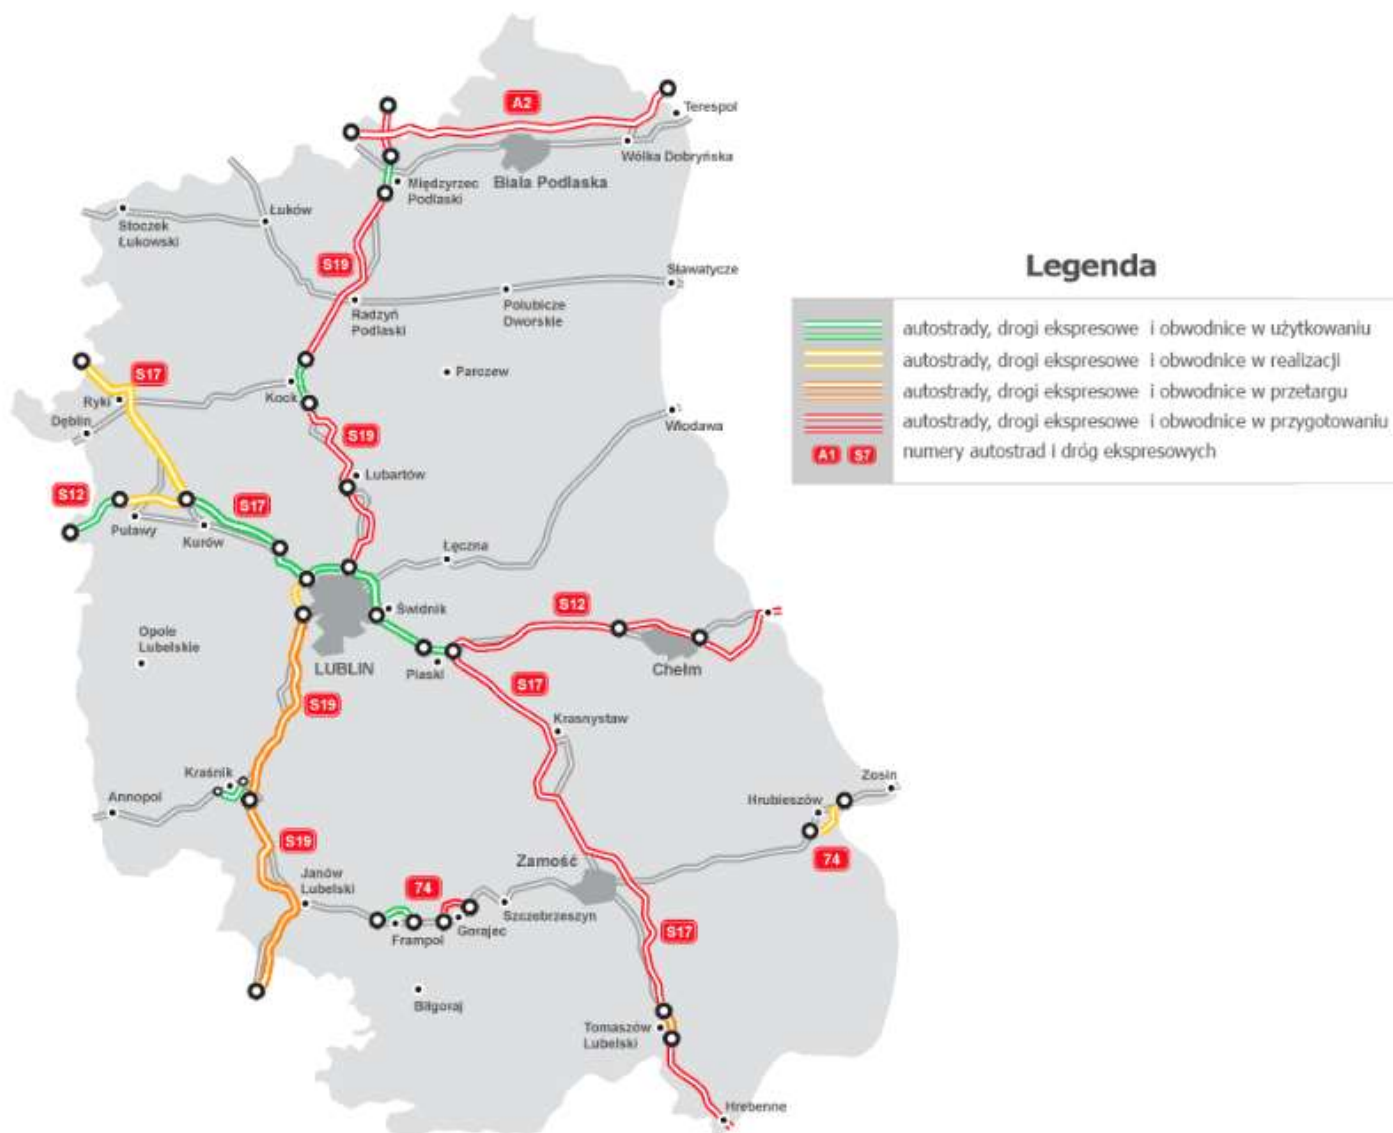 A2
Terespol
Wólka Dobryńska
Międzyrzec
Podlaski
Biała Podlaska
Łuków
Stoczek
Łukowski
S19
Sławatycze
Radzyń
Podlaski
Polubicze
Dworskie
Legenda
autostrady, drogi ekspresowe i obwodnice w użytkowaniu
autostrady, drogi ekspresowe i obwodnice w realizacji
autostrady, drogi ekspresowe i obwodnice w przetargu
autostrady, drogi ekspresowe i obwodnice w przygotowaniu
A1 S7 numery autostrad i dróg ekspresowych
S17
Parczew
Ryki
Kock
Dęblin
Włodawa
S19
Lubartów
S12
S17
Puławy
Kurów
Łęczna
Świdnik
S12
Opole
Lubelskie
LUBLIN
Piaski
Chełm
S17
S19
Krasnystaw
Kraśnik
Annopol
Zosin
Hrubieszów
S19
74
Zamość
Janów
Lubelski
74
Szczebrzeszyn
Frampol
Gorajec
S17
Biłgoraj
Tomaszów
Lubelski
Hrebenne